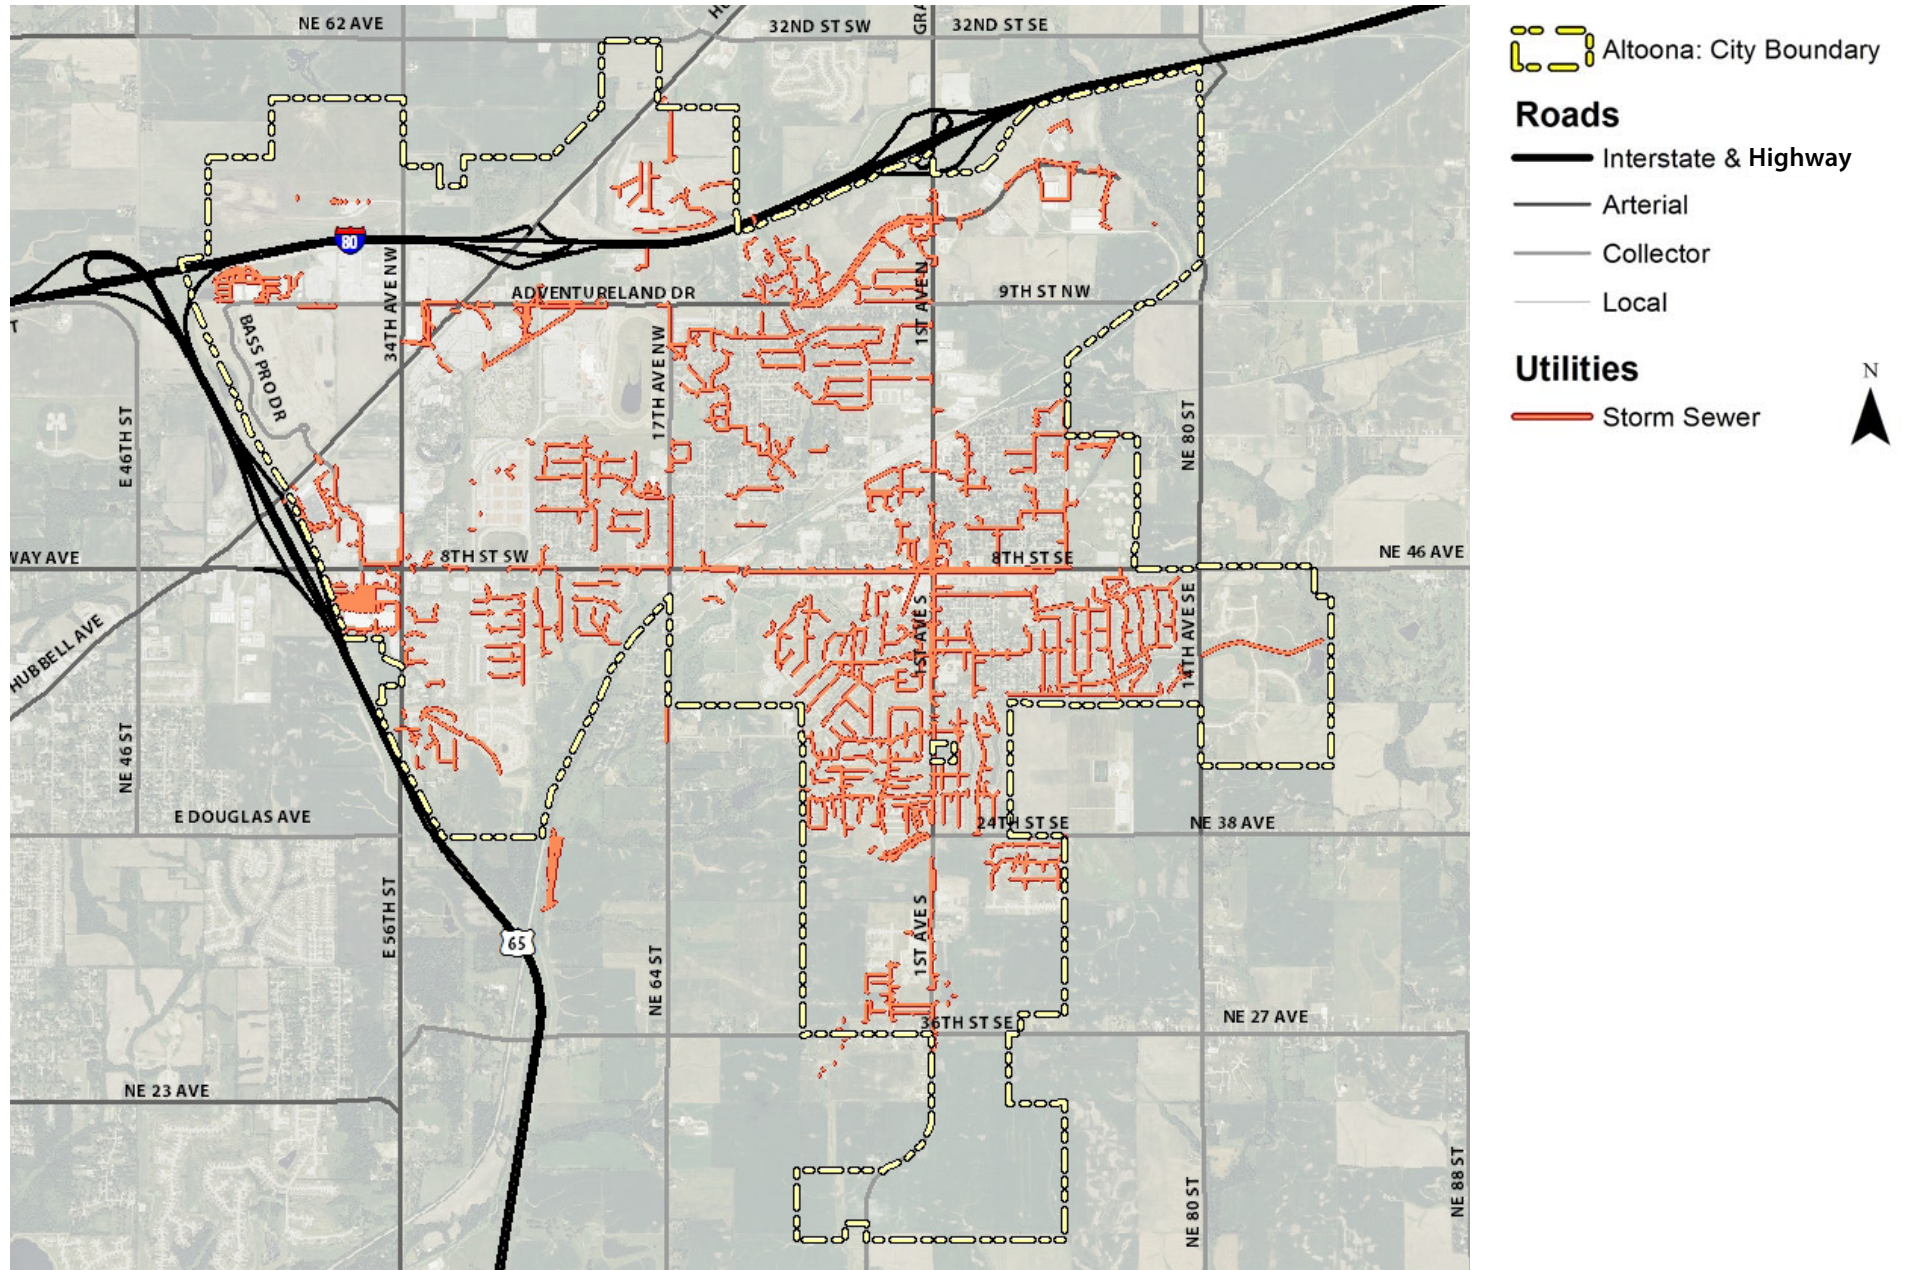 NE 62 AVE
HU
32ND ST SW
GRA
32ND ST SE
Altoona: City Boundary
Roads
Interstate & Highway
Arterial
Collector
Local
Utilities
Storm Sewer
N
80
34TH AVE NW
ADVENTURELAND DR
1ST AVE N
9TH ST NW
T
BASS PRO DR
17TH AVE NW
E 46TH ST
NE 80 ST
WAY AVE
8TH ST SW
8TH ST SE
NE 46 AVE
HUBBELL AVE
1ST AVE S
14TH AVE SE
NE 46 ST
E DOUGLAS AVE
24TH ST SE
NE 38 AVE
E 56TH ST
65
NE 64 ST
1ST AVE S
36TH ST SE
NE 27 AVE
NE 23 AVE
NE 80 ST
NE 88 ST